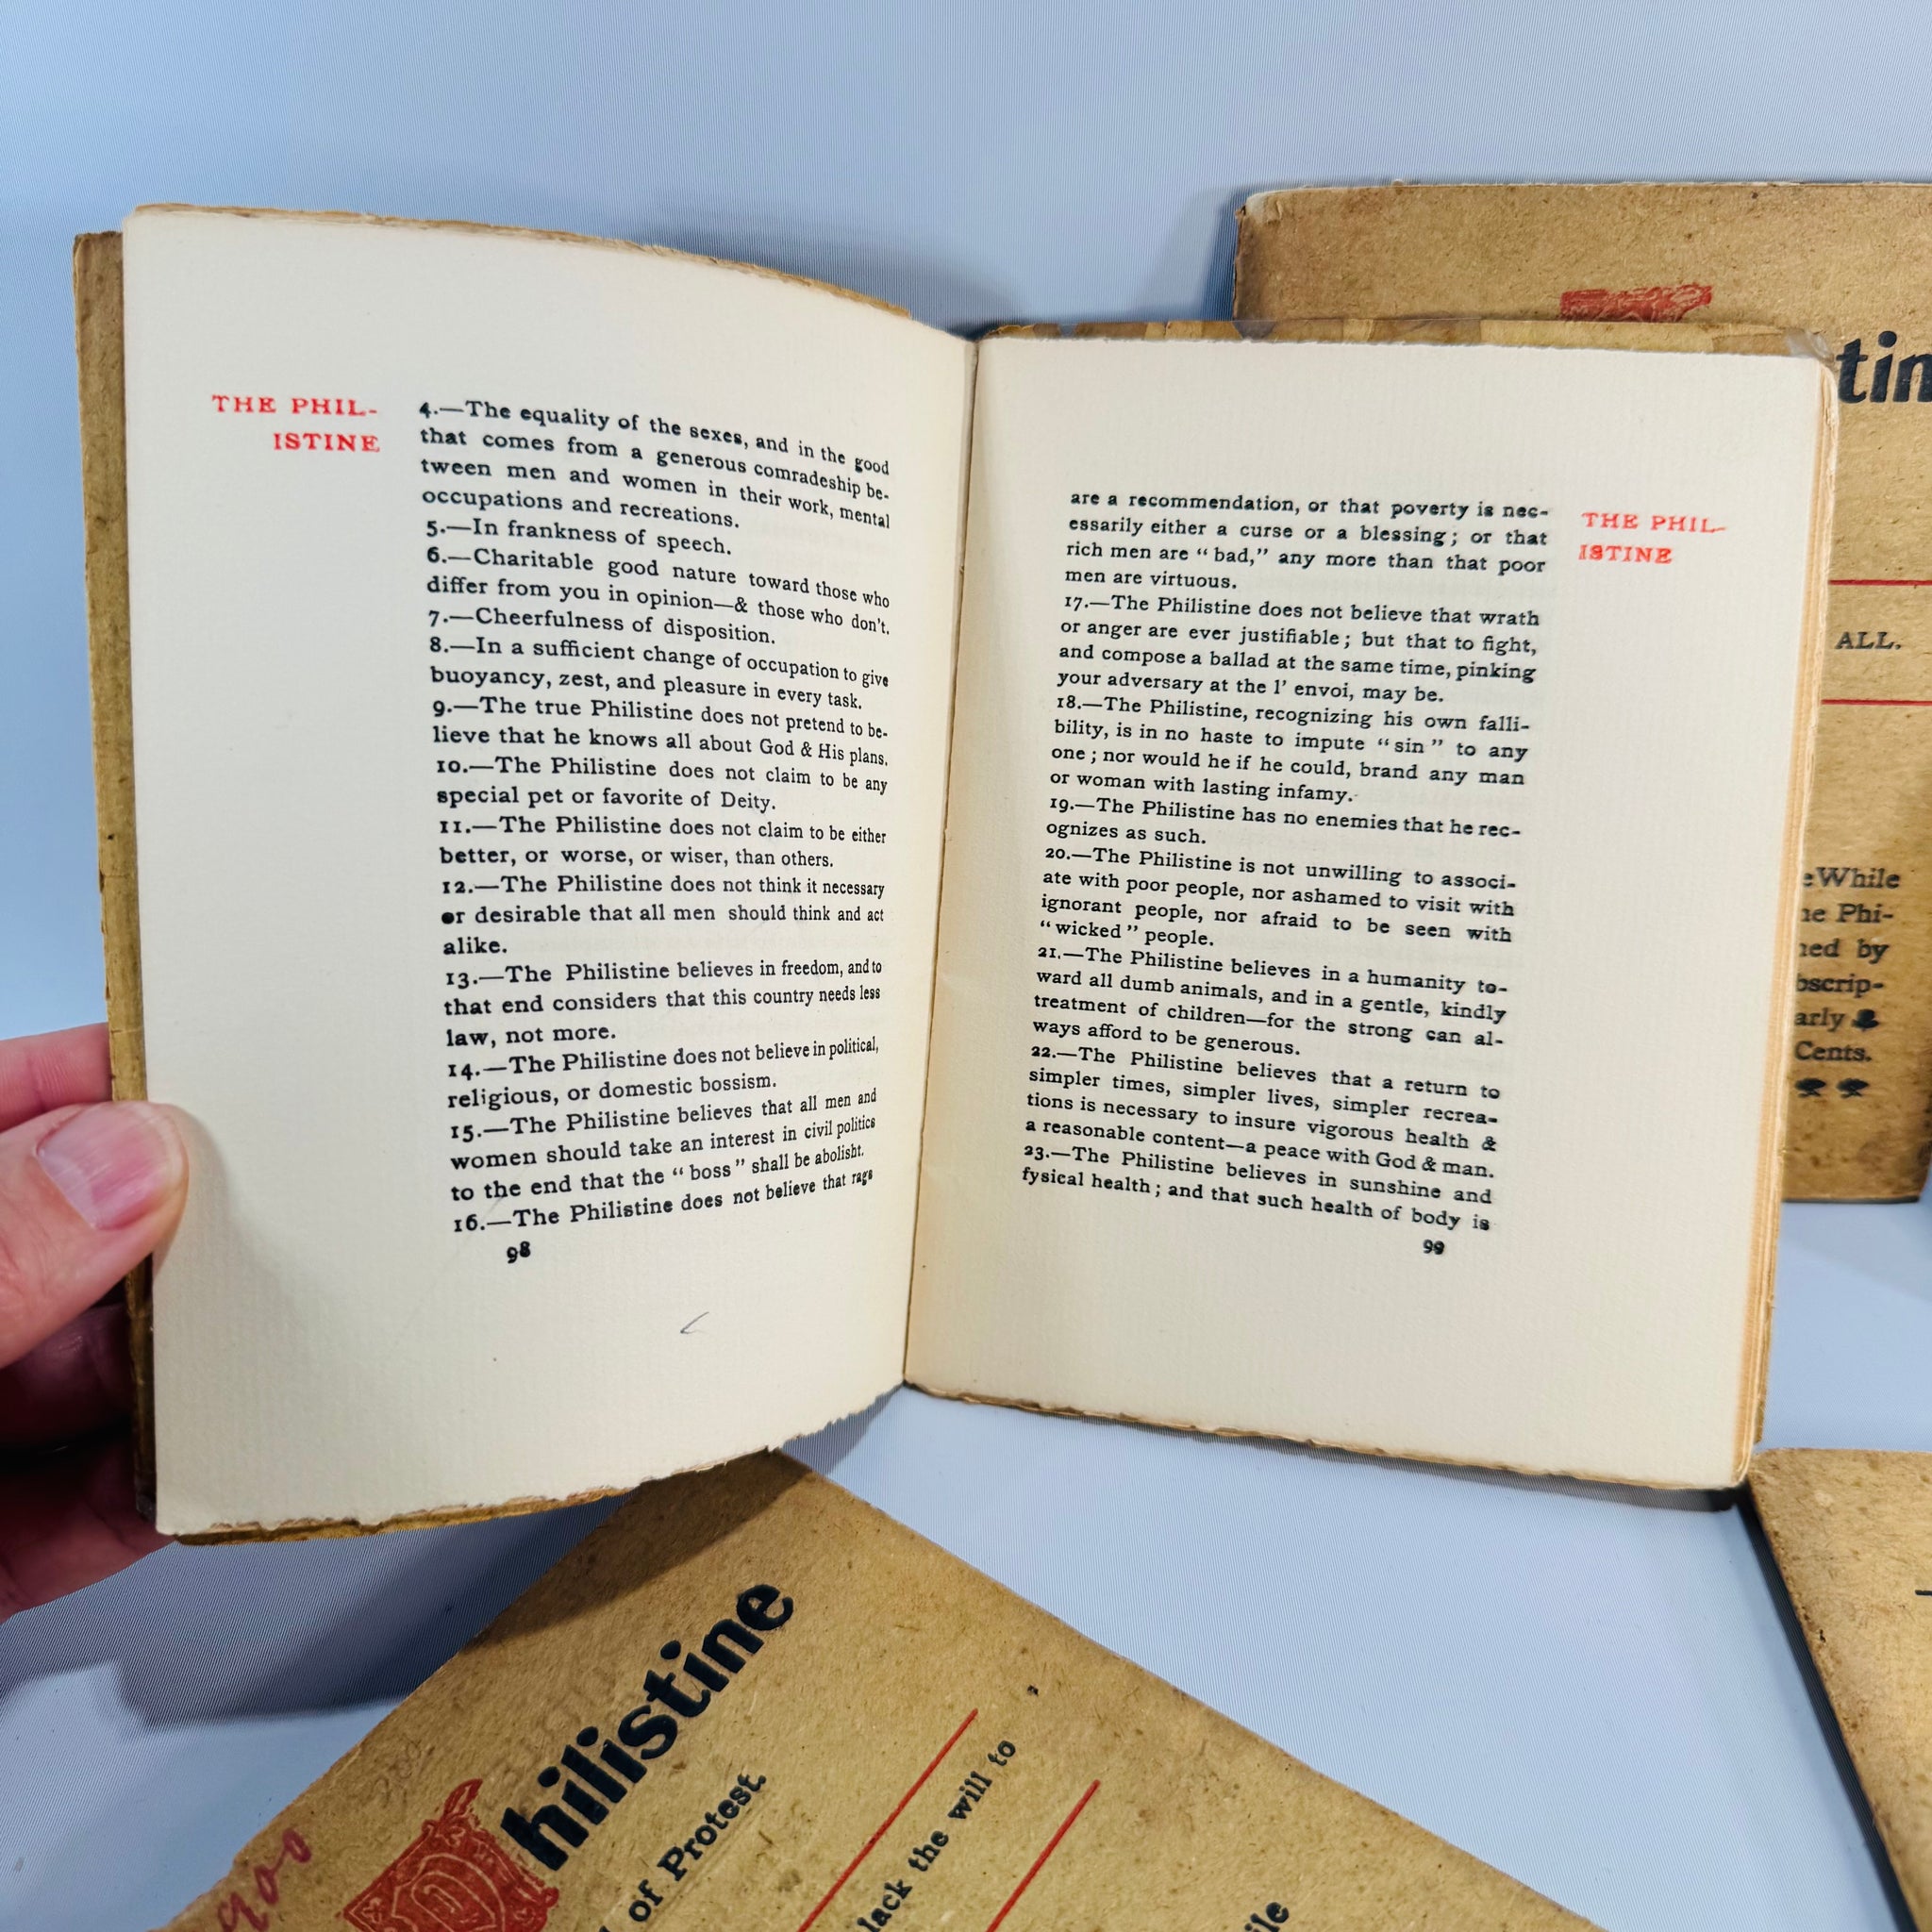 THE PHIL-
ISTINE
4.—The equality of the sexes, and in the good
that comes from a generous comradeship be-
tween men and women in their work, mental
occupations and recreations.
5.—In frankness of speech.
6.—Charitable good nature toward those who
differ from you in opinion—& those who don't.
7.—Cheerfulness of disposition.
8.—In a sufficient change of occupation to give
buoyancy, zest, and pleasure in every task.
9.—The true Philistine does not pretend to be-
lieve that he knows all about God & His plans.
10.—The Philistine does not claim to be any
special pet or favorite of Deity.
11.—The Philistine does not claim to be either
better, or worse, or wiser, than others.
12.—The Philistine does not think it necessary
or desirable that all men should think and act
alike.
13.—The Philistine believes in freedom, and to
that end considers that this country needs less
law, not more.
14.—The Philistine does not believe in political,
religious, or domestic bossism.
15.—The Philistine believes that all men and
women should take an interest in civil politics
to the end that the "boss" shall be abolisht.
16.—The Philistine does not believe that rags
98
are a recommendation, or that poverty is nec-
essarily either a curse or a blessing; or that
rich men are "bad," any more than that poor
men are virtuous.
17.—The Philistine does not believe that wrath
or anger are ever justifiable; but that to fight,
and compose a ballad at the same time, pinking
your adversary at the l' envoi, may be.
18.—The Philistine, recognizing his own falli-
bility, is in no haste to impute "sin" to any
one; nor would he if he could, brand any man
or woman with lasting infamy.
19.—The Philistine has no enemies that he rec-
ognizes as such.
20.—The Philistine is not unwilling to associ-
ate with poor people, nor ashamed to visit with
ignorant people, nor afraid to be seen with
"wicked" people.
21.—The Philistine believes in a humanity to-
ward all dumb animals, and in a gentle, kindly
treatment of children—for the strong can al-
ways afford to be generous.
22.—The Philistine believes that a return to
simpler times, simpler lives, simpler recrea-
tions is necessary to insure vigorous health &
a reasonable content—a peace with God & man.
23.—The Philistine believes in sunshine and
fysical health; and that such health of body is
99
THE PHIL-
ISTINE
tin
ALL.
e While
he Phi-
ned by
bscrip-
arly
Cents.
hilistine
of Protest
lack the will to
ile
900